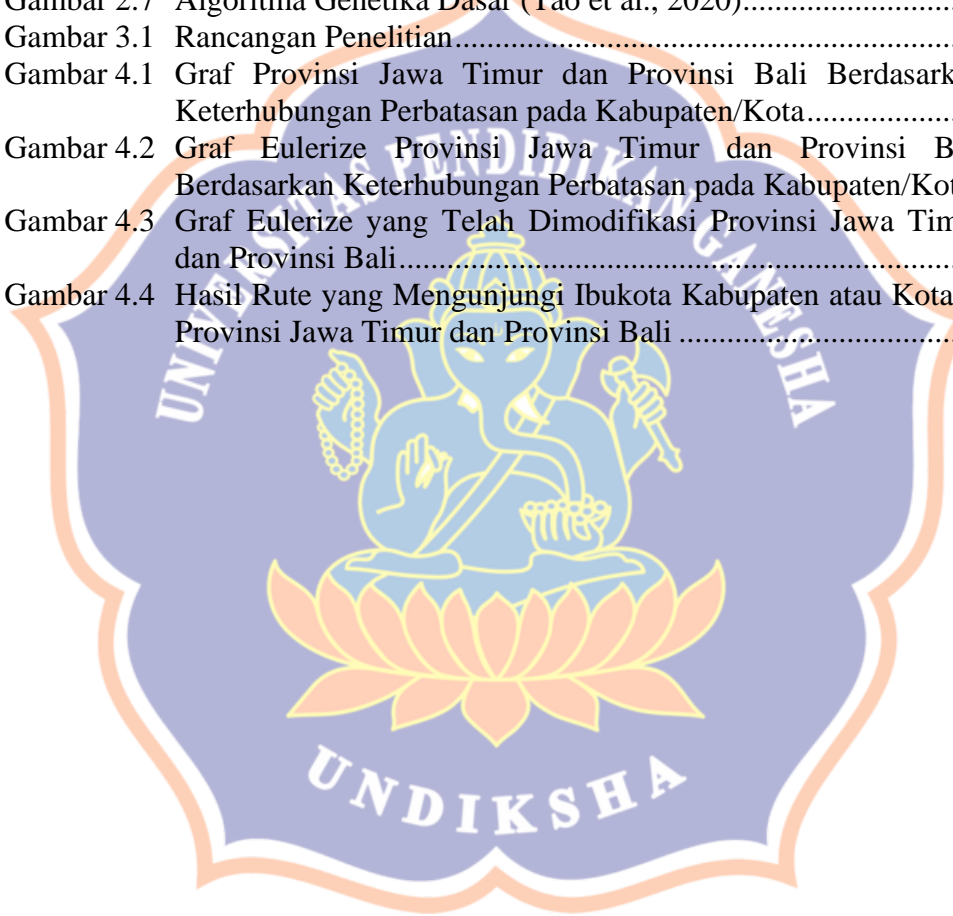 Gambar 2.7 Algoritma Genetika Dasar (Tao et al., 2020)....................................
Gambar 3.1 Rancangan Penelitian...............................................................
Gambar 4.1 Graf Provinsi Jawa Timur dan Provinsi Bali Berdasark
Keterhubungan Perbatasan pada Kabupaten/Kota...................
Gambar 4.2 Graf Eulerize Provinsi Jawa Timur dan Provinsi B
Berdasarkan Keterhubungan Perbatasan pada Kabupaten/Kot
Gambar 4.3 Graf Eulerize yang Telah Dimodifikasi Provinsi Jawa Tim
dan Provinsi Bali......................................................................
Gambar 4.4 Hasil Rute yang Mengunjungi Ibukota Kabupaten atau Kota
Provinsi Jawa Timur dan Provinsi Bali ...................................
UNIVERSITAS PENDIDIKAN GANESHA
UNDIKSHA